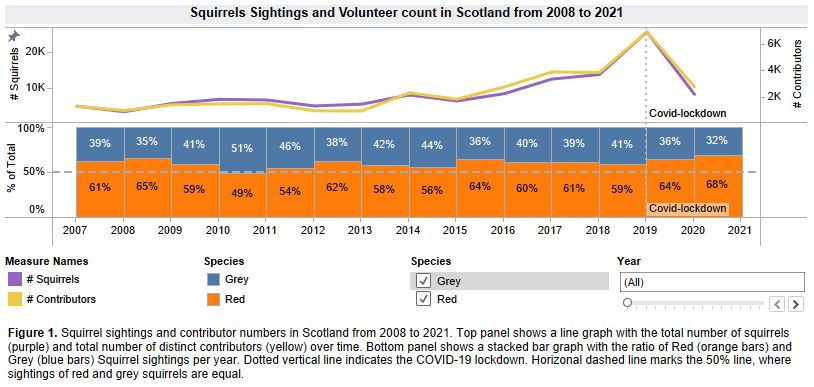 Squirrels Sightings and Volunteer count in Scotland from 2008 to 2021
# Squirrels
20K
10K
6K
4K
2K
# Contributors
Covid-lockdown
% of Total
100%
50%
0%
39% 35% 41% 51% 46% 38% 42% 44% 36% 40% 39% 41% 36% 32%
61% 65% 59% 49% 54% 62% 58% 56% 64% 60% 61% 59% 64% 68%
Covid-lockdown
2007 2008 2009 2010 2011 2012 2013 2014 2015 2016 2017 2018 2019 2020 2021
Measure Names
# Squirrels
# Contributors
Species
Grey
Red
Species
Grey
Red
Year
(All)
Figure 1. Squirrel sightings and contributor numbers in Scotland from 2008 to 2021. Top panel shows a line graph with the total number of squirrels
(purple) and total number of distinct contributors (yellow) over time. Bottom panel shows a stacked bar graph with the ratio of Red (orange bars) and
Grey (blue bars) Squirrel sightings per year. Dotted vertical line indicates the COVID-19 lockdown. Horizonal dashed line marks the 50% line, where
sightings of red and grey squirrels are equal.